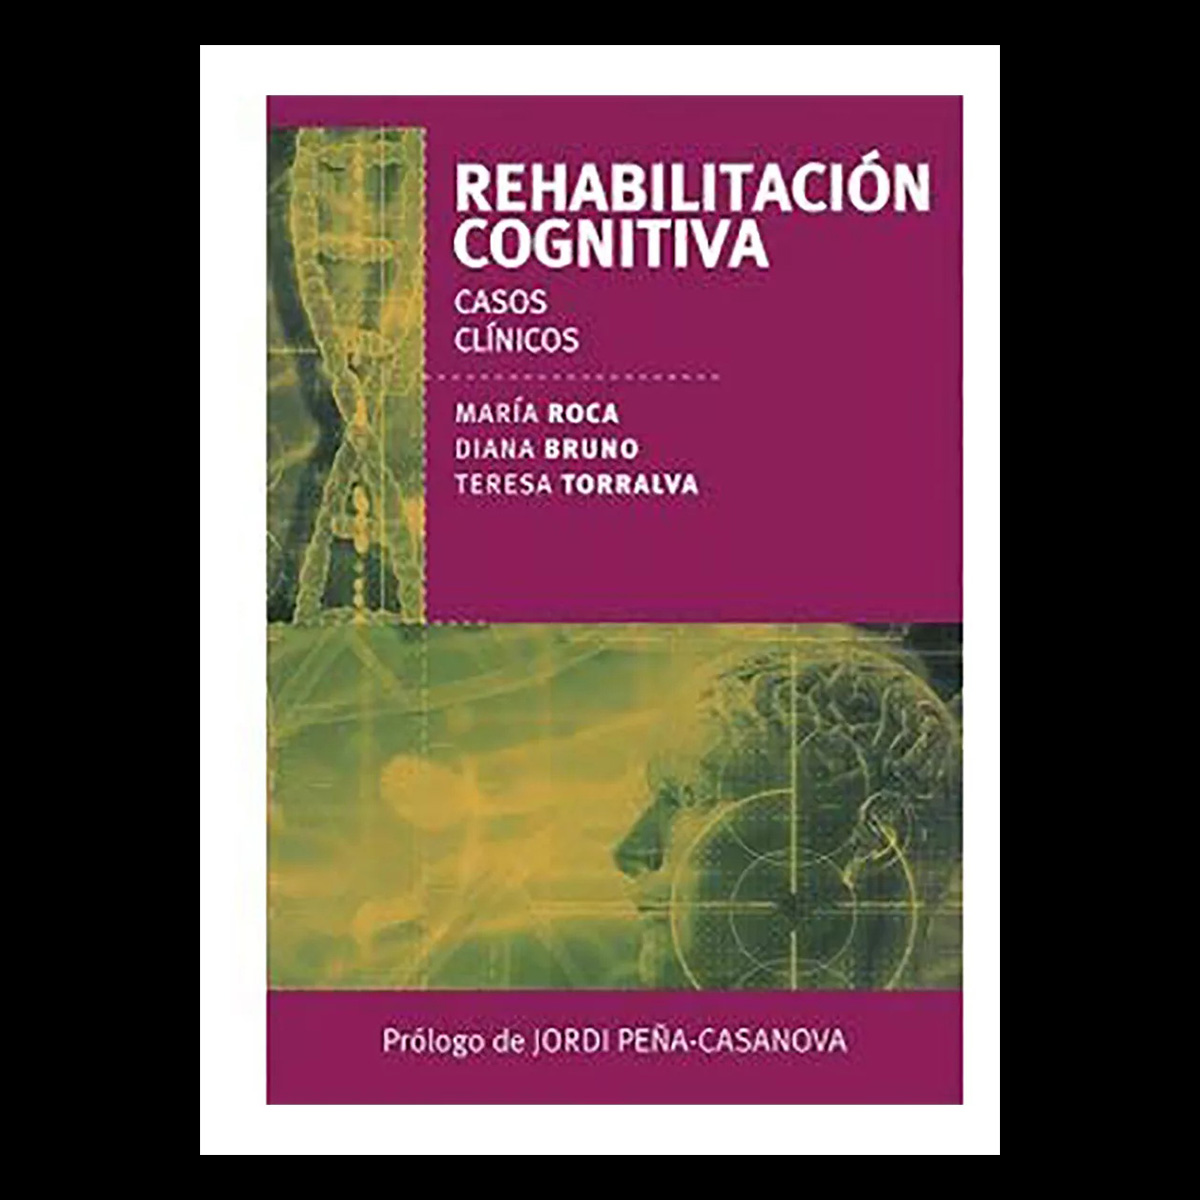 REHABILITACIÓN
COGNITIVA
CASOS
CLÍNICOS
MARÍA ROCA
DIANA BRUNO
TERESA TORRALVA
Prólogo de JORDI PEÑA-CASANOVA